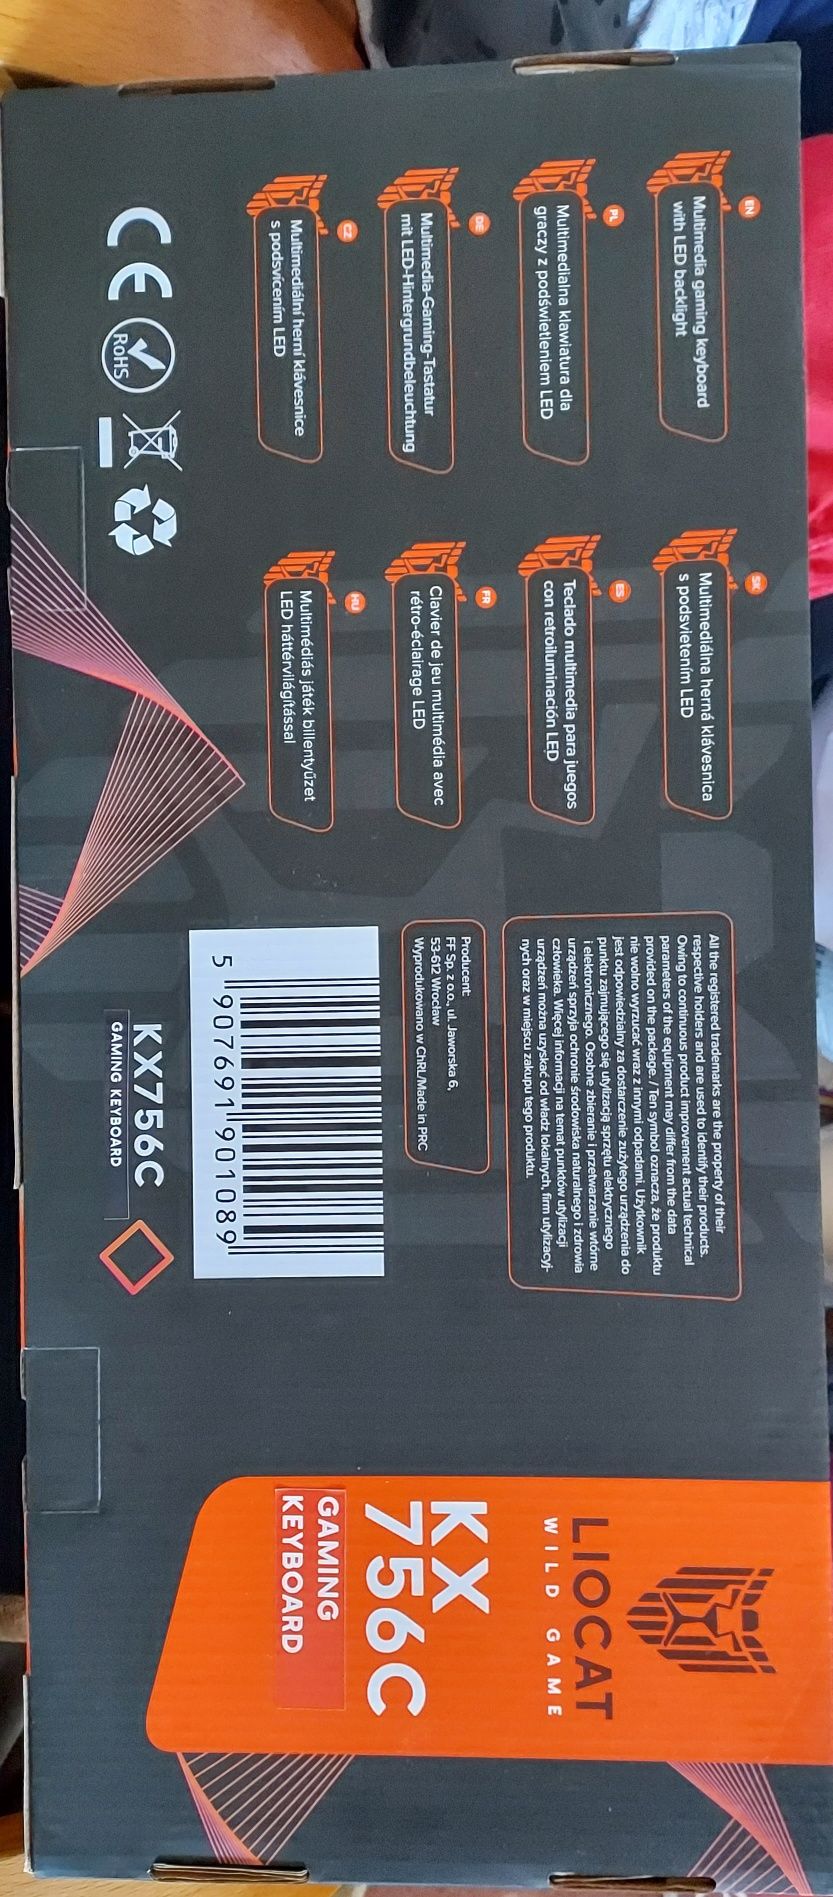 EN
Multimedia gaming keyboard
with LED backlight
PL
Multimedialna klawiatura dla
graczy z podświetleniem LED
DE
Multimedia-Gaming-Tastatur
mit LED-Hintergrundbeleuchtung
CZ
Multimediální herní klávesnice
s podsvícením LED
SK
Multimediálna herná klávesnica
s podsvietením LED
ES
Teclado multimedia para juegos
con retroiluminación LED
FR
Clavier de jeu multimédia avec
rétro-éclairage LED
HU
Multimédiás játék billentyűzet
LED háttérvilágítással
CE
RoHS
All the registered trademarks are the property of their
respective holders and are used to identify their products.
Owing to continuous product improvement actual technical
parameters of the equipment may differ from the data
provided on the package. / Ten symbol oznacza, że produktu
nie wolno wyrzucać wraz z innymi odpadami. Użytkownik
jest odpowiedzialny za dostarczenie zużytego urządzenia do
punktu zajmującego się utylizacją sprzętu elektrycznego
i elektronicznego. Osobne zbieranie i przetwarzanie wtórne
urządzeń sprzyja ochronie środowiska naturalnego i zdrowia
człowieka. Więcej informacji na temat punktów utylizacji
urządzeń można uzyskać od władz lokalnych, firm utylizacyj-
nych oraz w miejscu zakupu tego produktu.
Producent:
FF Sp. z o.o., ul. Jaworska 6,
53-612 Wrocław
Wyprodukowano w ChRL/Made in PRC
5 907691 901089
KX756C
GAMING KEYBOARD
LIOCAT
WILD GAME
KX
756C
GAMING
KEYBOARD